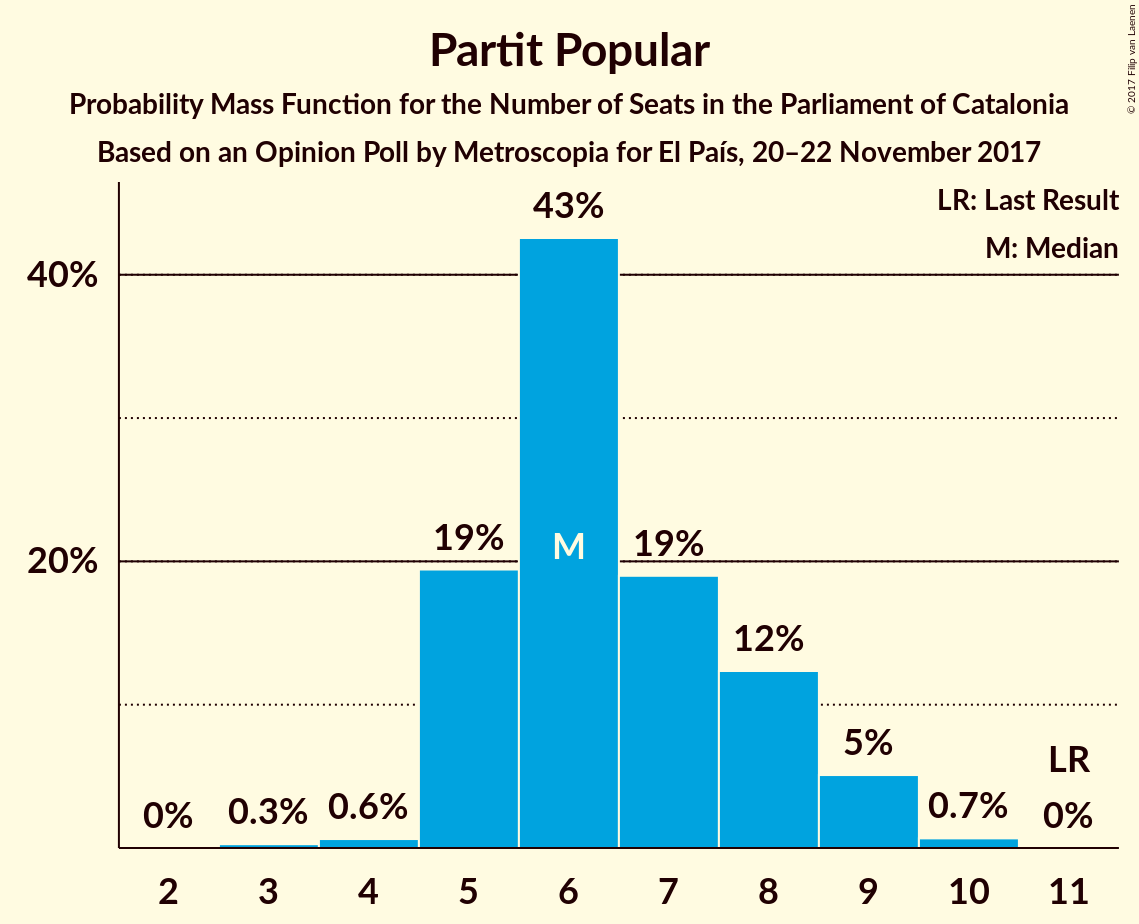 Partit Popular
Probability Mass Function for the Number of Seats in the Parliament of Catalonia
Based on an Opinion Poll by Metroscopia for El País, 20–22 November 2017
© 2017 Filip van Laenen
LR: Last Result
M: Median
40%
20%
0%
0.3%
0.6%
19%
43%
M
19%
12%
5%
0.7%
LR
0%
2 3 4 5 6 7 8 9 10 11